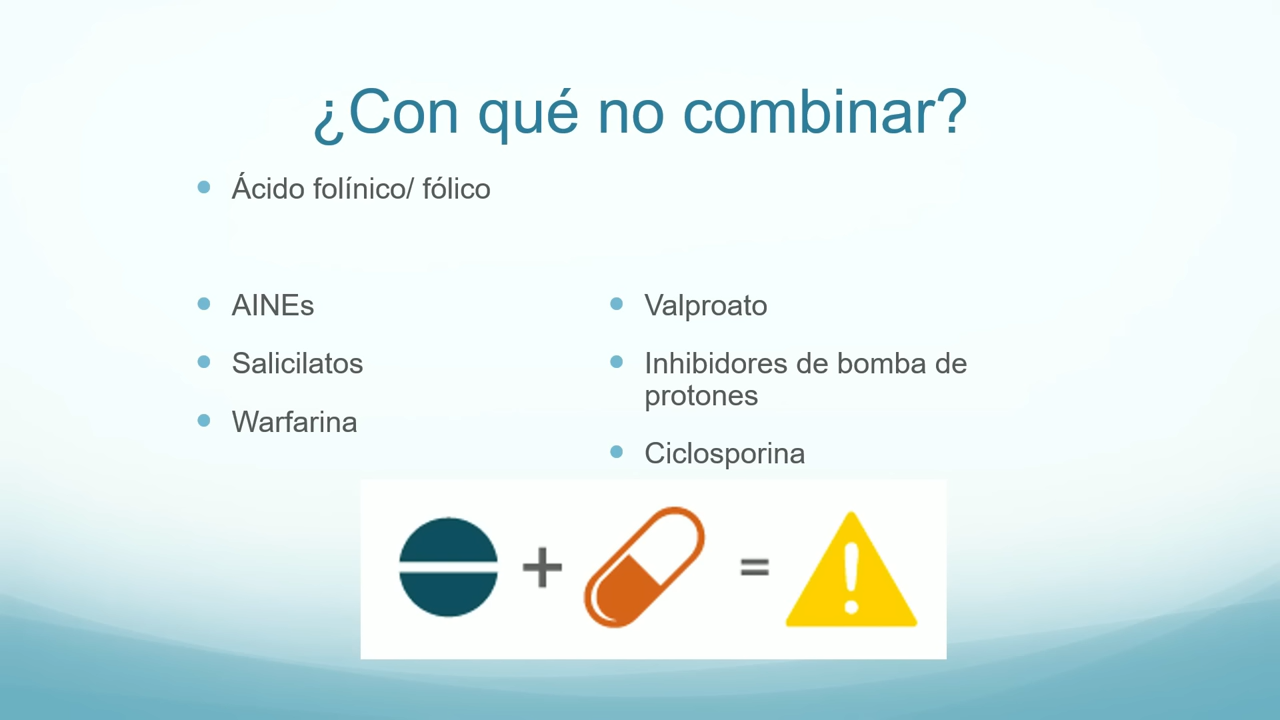 ¿Con qué no combinar?
Ácido folínico/ fólico
AINEs
Salicilatos
Warfarina
Valproato
Inhibidores de bomba de
protones
Ciclosporina